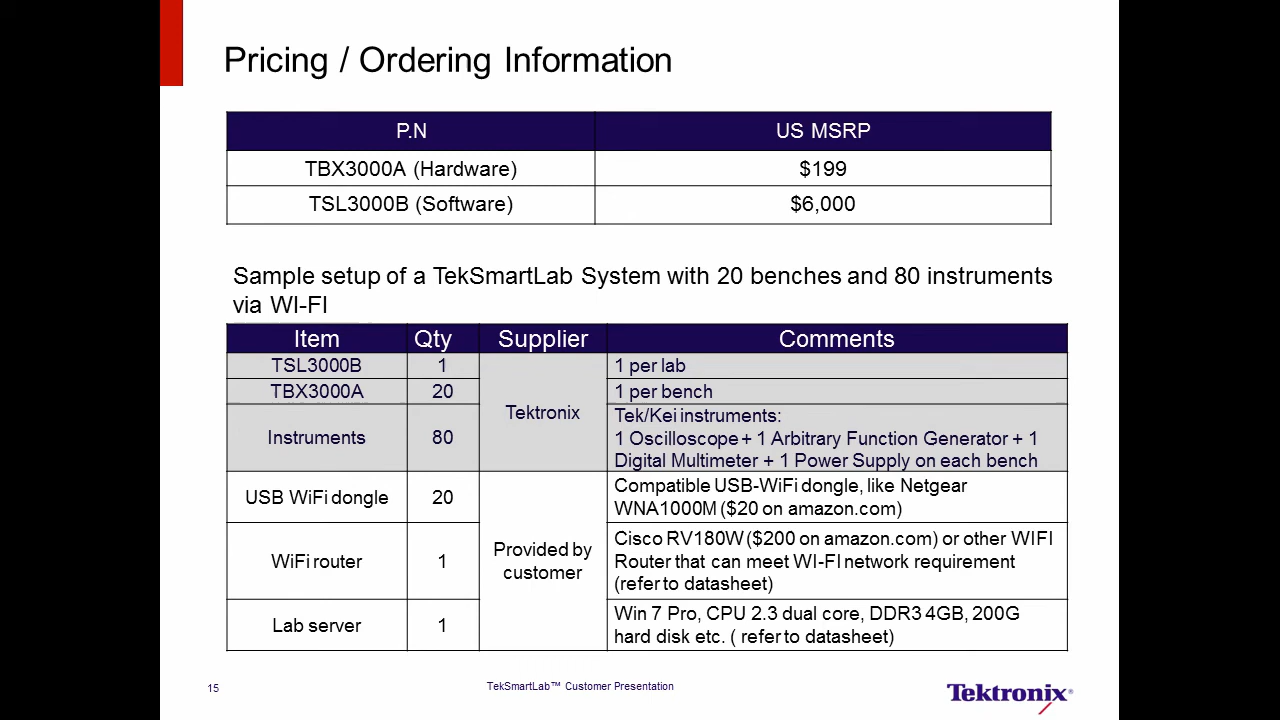 Pricing / Ordering Information
P.N US MSRP
TBX3000A (Hardware) $199
TSL3000B (Software) $6,000
Sample setup of a TekSmartLab System with 20 benches and 80 instruments
via WI-FI
Item Qty Supplier Comments
TSL3000B 1 1 per lab
TBX3000A 20 1 per bench
Tektronix
Instruments 80
Tek/Kei instruments:
1 Oscilloscope + 1 Arbitrary Function Generator + 1
Digital Multimeter + 1 Power Supply on each bench
USB WiFi dongle 20
Compatible USB-WiFi dongle, like Netgear
WNA1000M ($20 on amazon.com)
Provided by
customer
WiFi router 1
Cisco RV180W ($200 on amazon.com) or other WIFI
Router that can meet WI-FI network requirement
(refer to datasheet)
Lab server 1
Win 7 Pro, CPU 2.3 dual core, DDR3 4GB, 200G
hard disk etc. ( refer to datasheet)
15 TekSmartLab™ Customer Presentation
Tektronix®